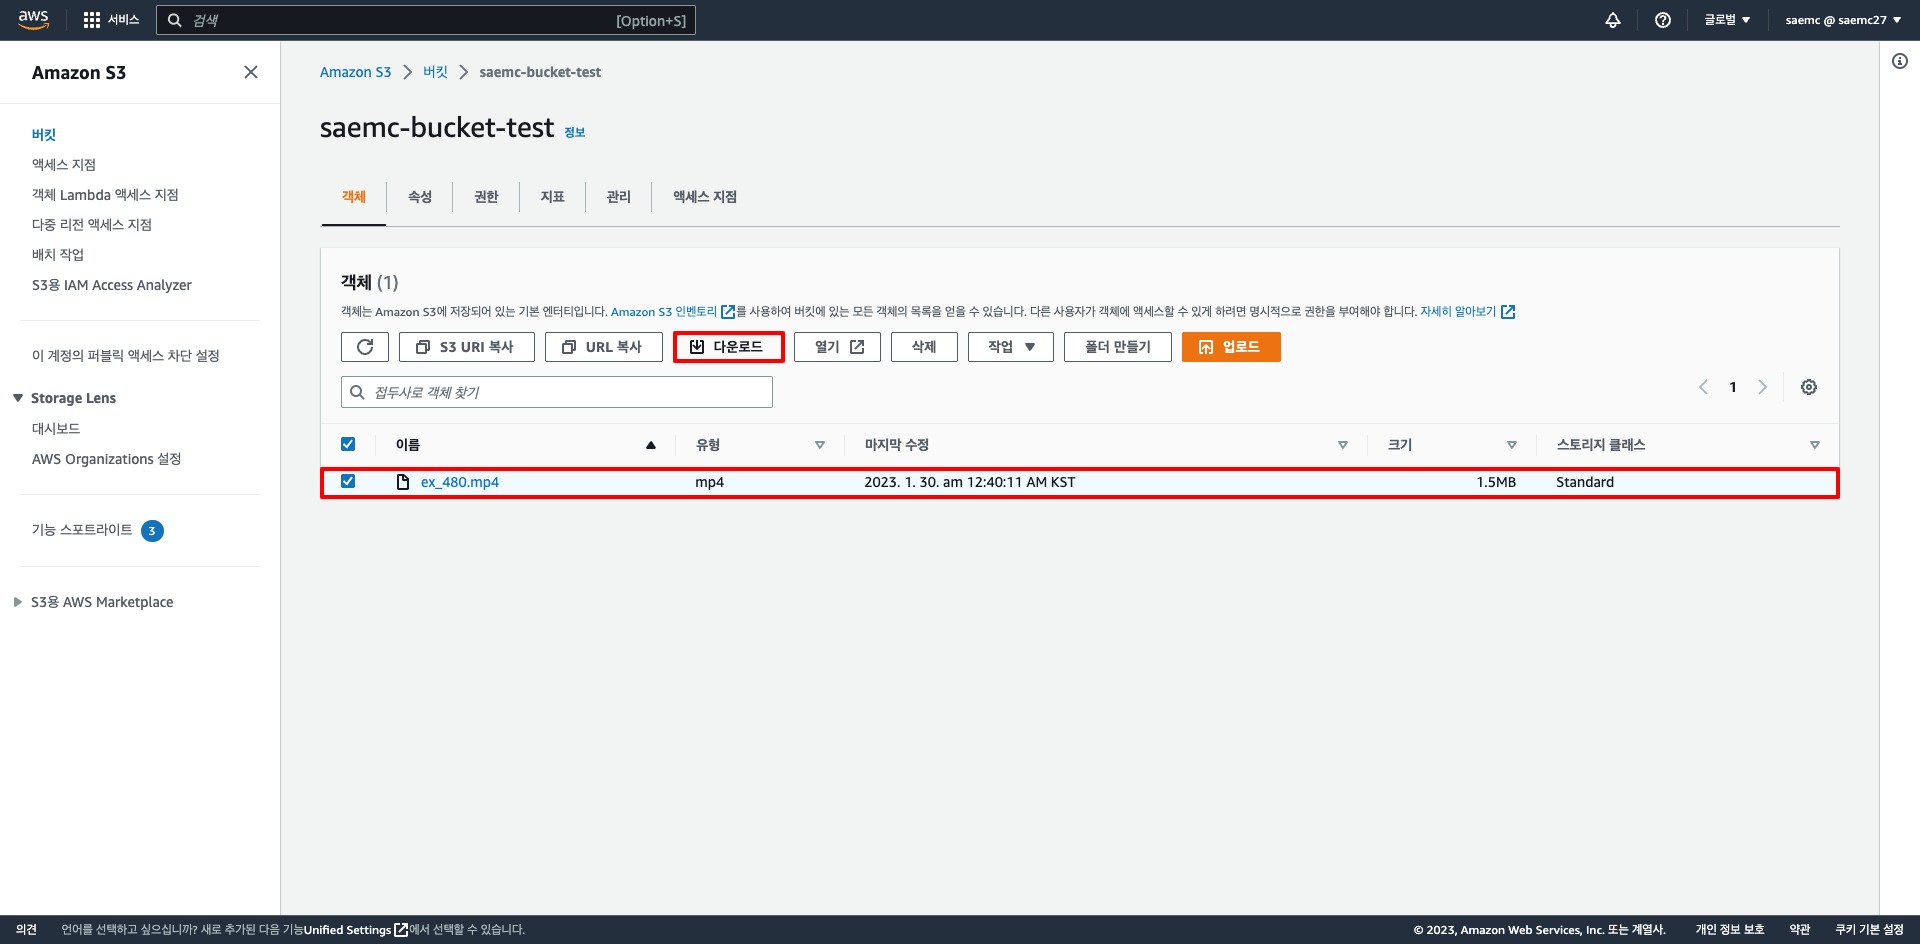 aws 서비스 검색 [Option+S] 글로벌 saemc @ saemc27
Amazon S3
버킷
액세스 지점
객체 Lambda 액세스 지점
다중 리전 액세스 지점
배치 작업
S3용 IAM Access Analyzer
이 계정의 퍼블릭 액세스 차단 설정
Storage Lens
대시보드
AWS Organizations 설정
기능 스포트라이트 3
S3용 AWS Marketplace
Amazon S3 버킷 saemc-bucket-test
saemc-bucket-test 정보
객체 속성 권한 지표 관리 액세스 지점
객체 (1)
객체는 Amazon S3에 저장되어 있는 기본 엔터티입니다. Amazon S3 인벤토리를 사용하여 버킷에 있는 모든 객체의 목록을 얻을 수 있습니다. 다른 사용자가 객체에 액세스할 수 있게 하려면 명시적으로 권한을 부여해야 합니다. 자세히 알아보기
S3 URI 복사 URL 복사 다운로드 열기 삭제 작업 폴더 만들기 업로드
접두사로 객체 찾기 1
이름 유형 마지막 수정 크기 스토리지 클래스
ex_480.mp4 mp4 2023. 1. 30. am 12:40:11 AM KST 1.5MB Standard
의견 언어를 선택하고 싶으십니까? 새로 추가된 다음 기능Unified Settings에서 선택할 수 있습니다. © 2023, Amazon Web Services, Inc. 또는 계열사. 개인 정보 보호 약관 쿠키 기본 설정